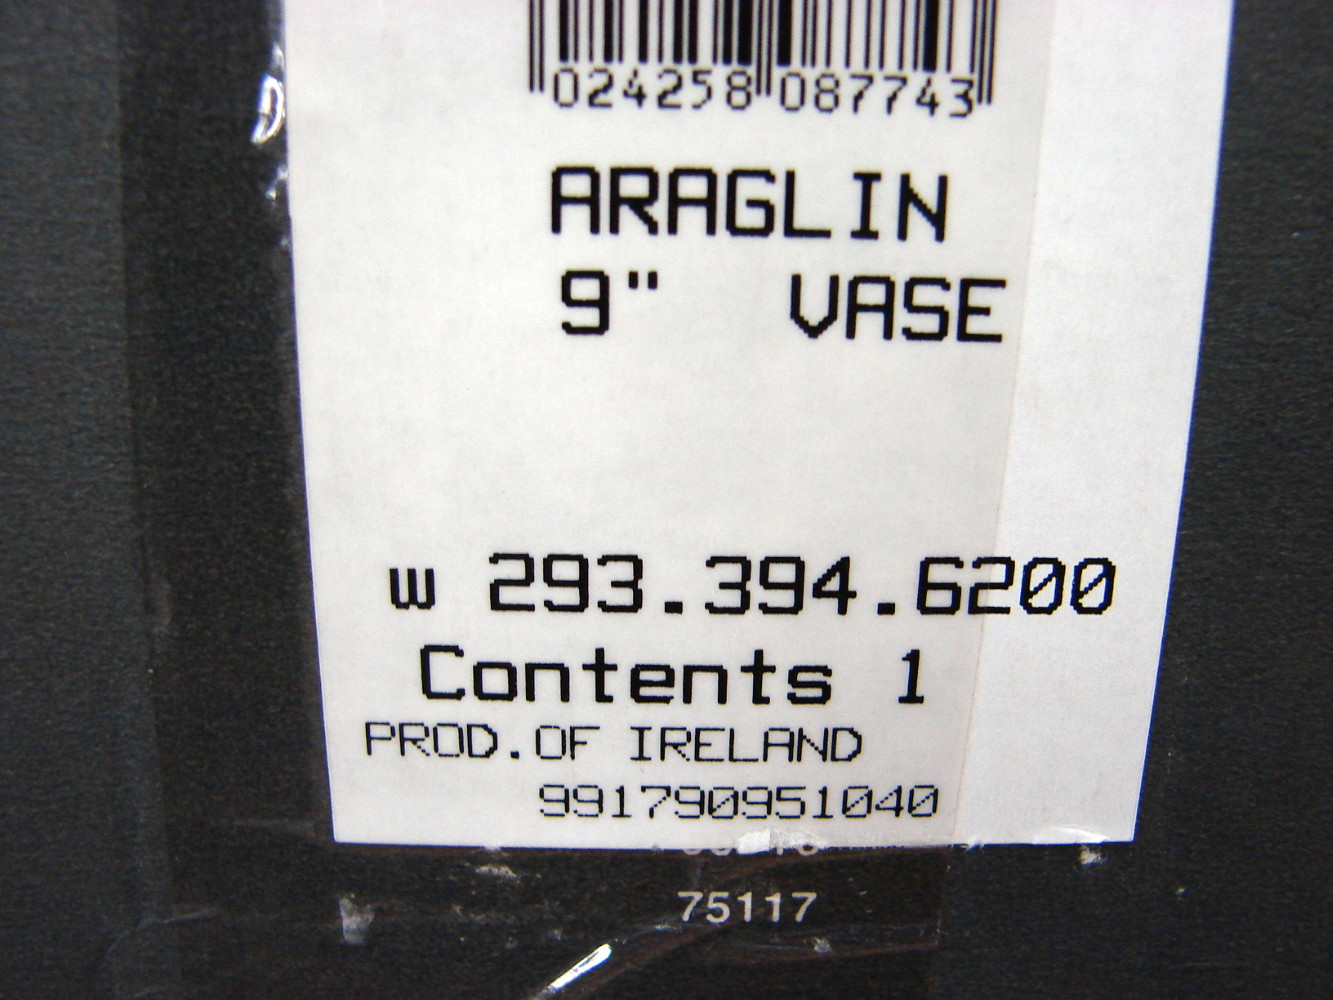 024258 087743
ARAGLIN
9" VASE
w 293.394.6200
Contents 1
PROD.OF IRELAND
991790951040
75117